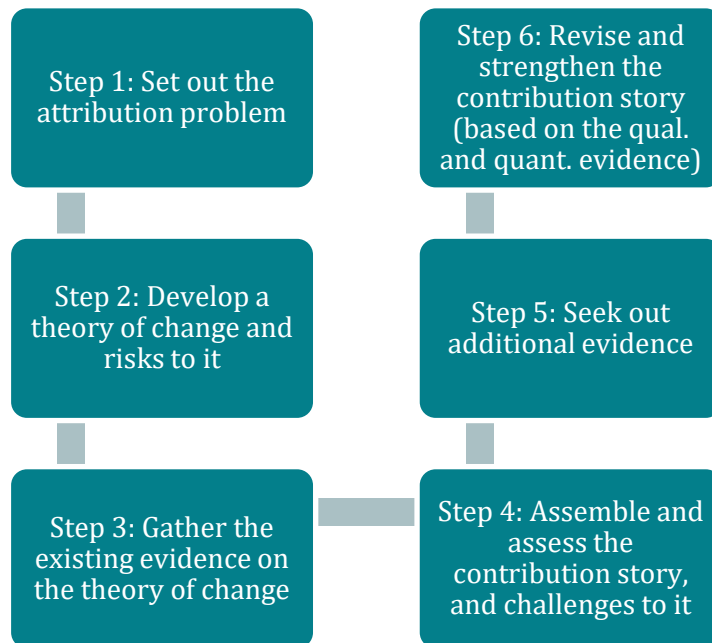 Step 1: Set out the
attribution problem
Step 2: Develop a
theory of change and
risks to it
Step 3: Gather the
existing evidence on
the theory of change
Step 4: Assemble and
assess the
contribution story,
and challenges to it
Step 5: Seek out
additional evidence
Step 6: Revise and
strengthen the
contribution story
(based on the qual.
and quant. evidence)